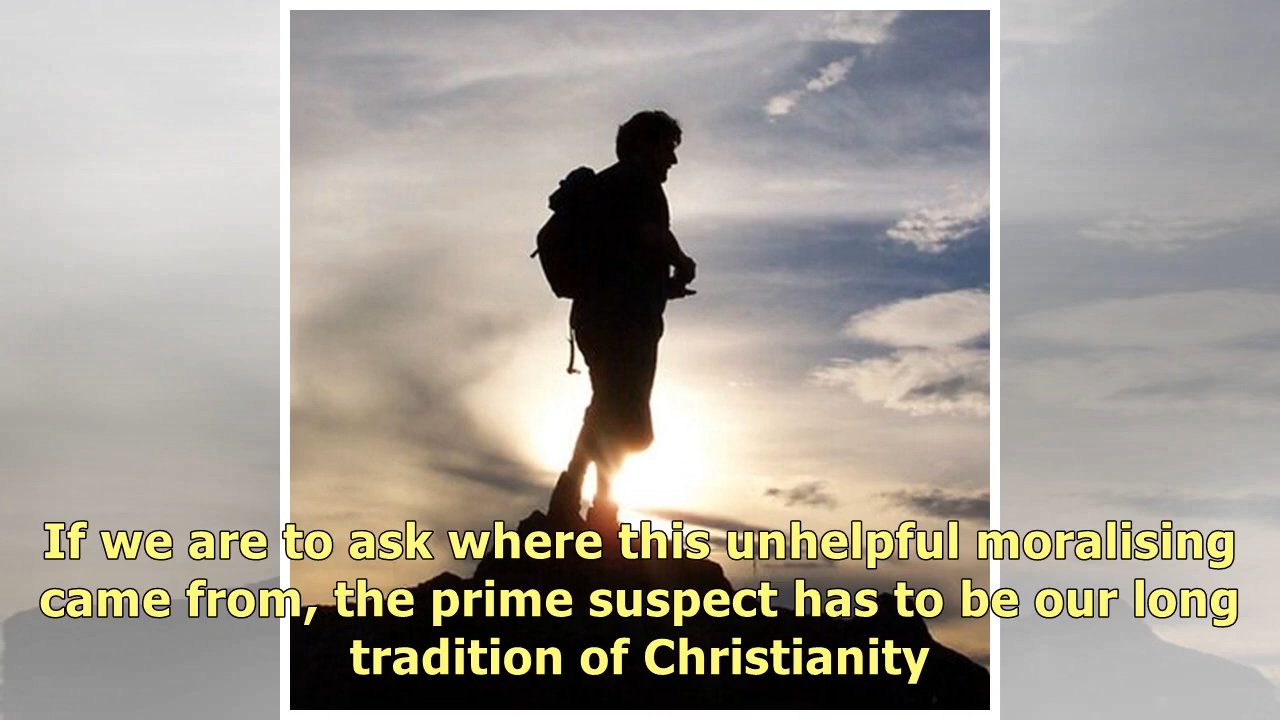 If we are to ask where this unhelpful moralising
came from, the prime suspect has to be our long
tradition of Christianity